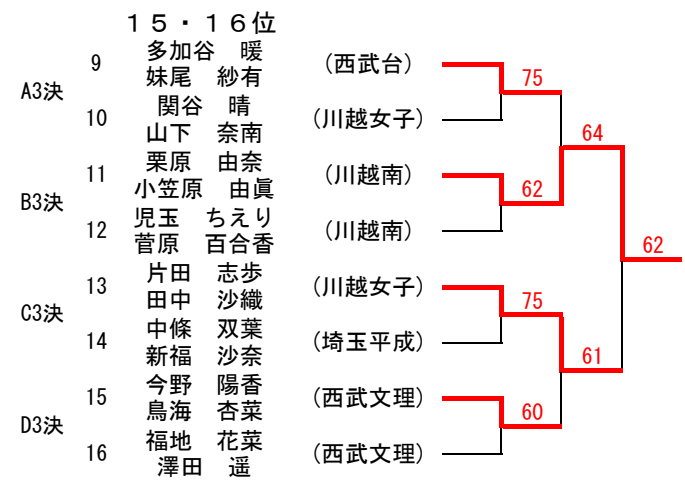 １５・１６位
A3決
9
多加谷　暖
妹尾　紗有
(西武台)
10
関谷　晴
山下　奈南
(川越女子)
75
B3決
11
栗原　由奈
小笠原　由眞
(川越南)
12
児玉　ちえり
菅原　百合香
(川越南)
62
64
C3決
13
片田　志歩
田中　沙織
(川越女子)
14
中條　双葉
新福　沙奈
(埼玉平成)
75
D3決
15
今野　陽香
鳥海　杏菜
(西武文理)
16
福地　花菜
澤田　遥
(西武文理)
60
61
62